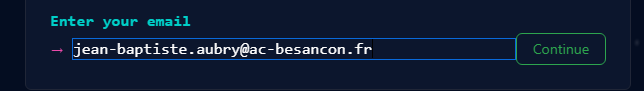 Enter your email
→ jean-baptiste.aubry@ac-besancon.fr Continue